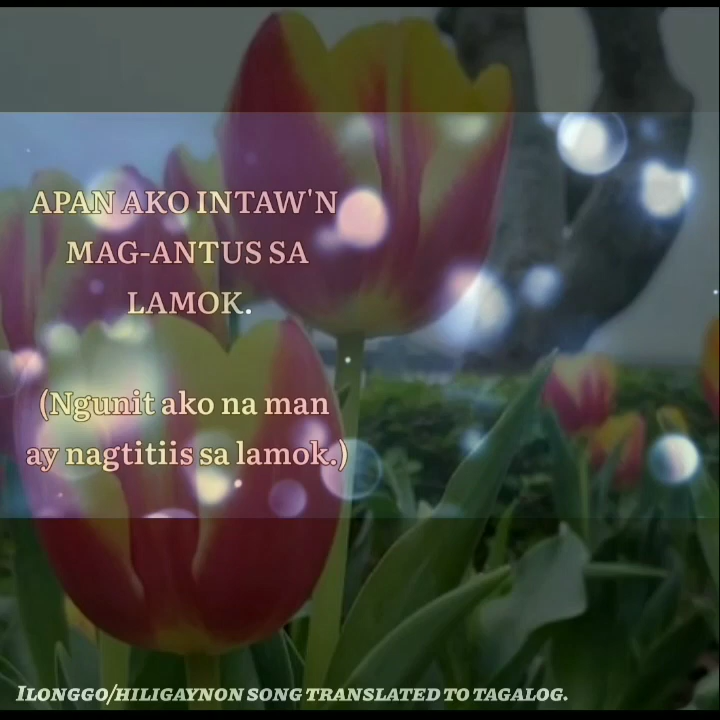 APAN AKO INTAW'N
MAG-ANTUS SA
LAMOK.
(Ngunit ako na man
ay nagtitiis sa lamok.)
ILONGGO/HILIGAYNON SONG TRANSLATED TO TAGALOG.